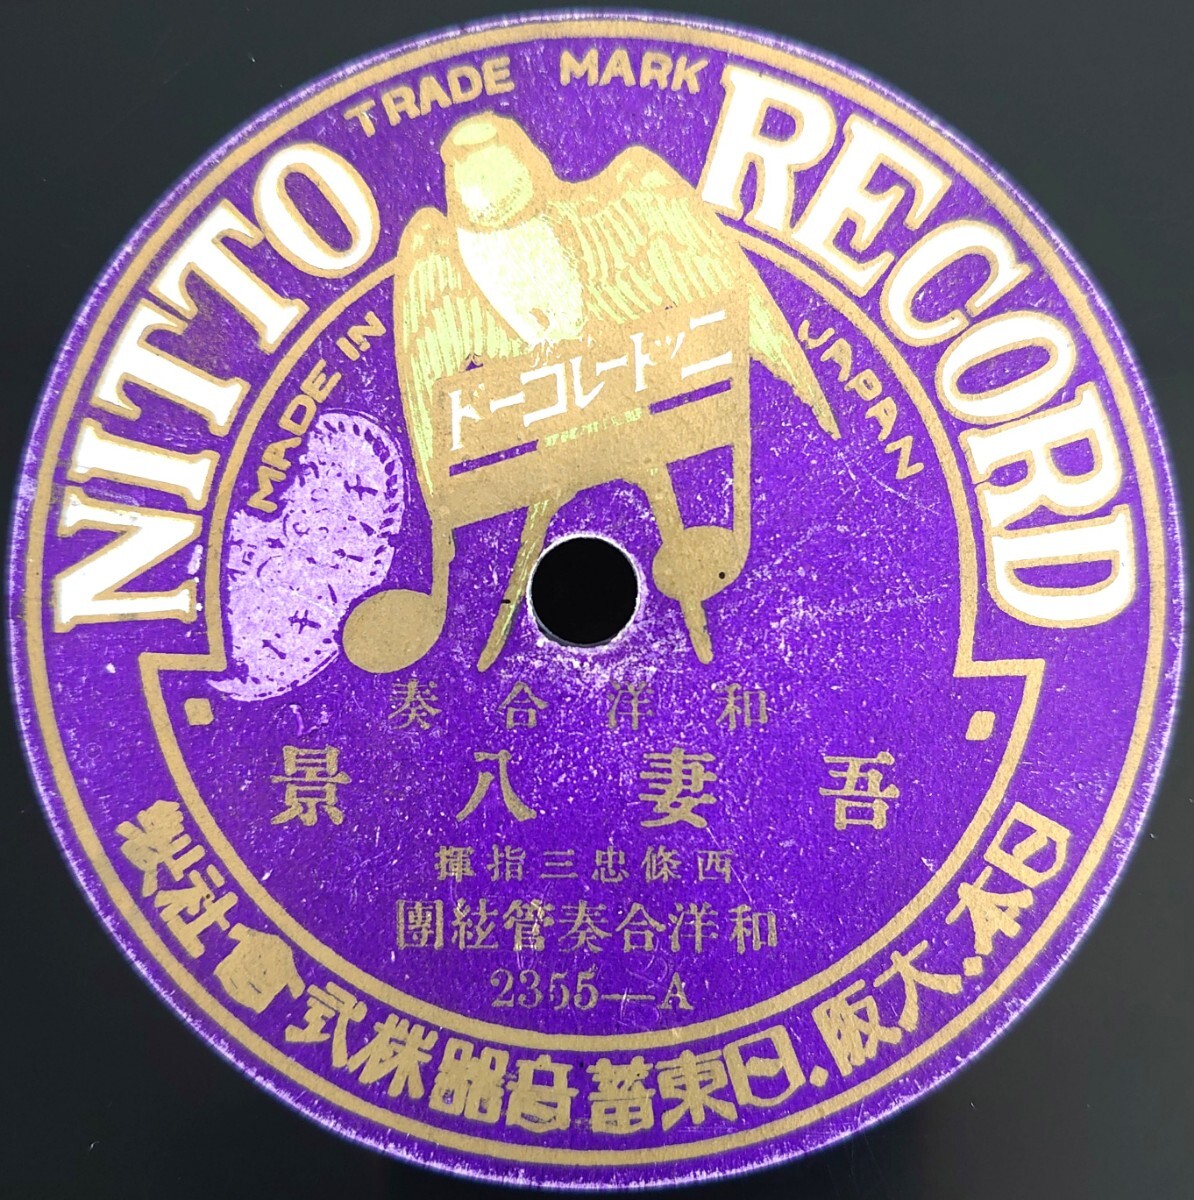 TRADE MARK
NITTO RECORD
MADE IN JAPAN
ニットーレコード
和洋合奏
吾妻八景
西條忠三指揮
和洋合奏管絃團
2355—A
日本.大阪.日東蓄音器株式會社製